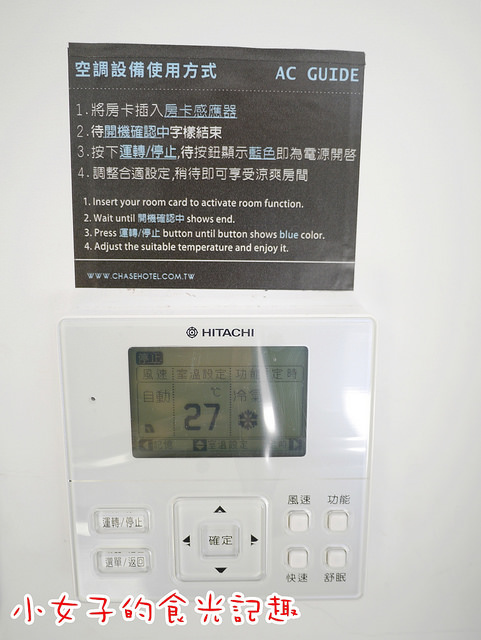 空調設備使用方式 AC GUIDE
1.將房卡插入房卡感應器
2.待開機確認中字樣結束
3.按下運轉/停止,待按鈕顯示藍色即為電源開啓
4.調整合適設定,稍待即可享受涼爽房間
1. Insert your room card to activate room function.
2. Wait until 開機確認中 shows end.
3. Press 運轉/停止 button until button shows blue color.
4. Adjust the suitable temperature and enjoy it.
WWW.CHASEHOTEL.COM.TW
HITACHI
停止
風速 室溫設定 功能 定時
自動 27 ℃ 冷氣
室溫設定
風速 功能
運轉/停止
確定
選單/返回
快速 舒眠
小女子的食光記趣